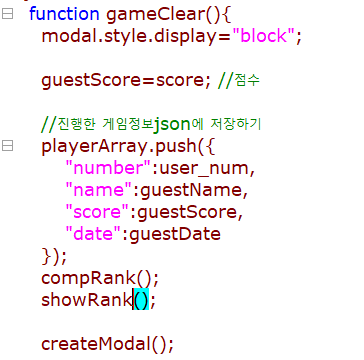 function gameClear(){
modal.style.display="block";
guestScore=score; //점수
//진행한 게임정보json에 저장하기
playerArray.push({
"number":user_num,
"name":guestName,
"score":guestScore,
"date":guestDate
});
compRank();
showRank();
createModal();